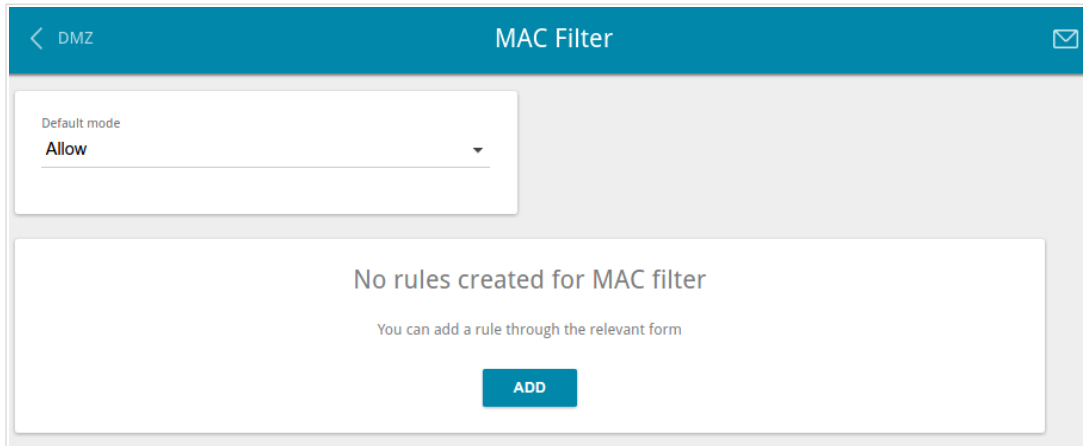 DMZ
MAC Filter
Default mode
Allow
No rules created for MAC filter
You can add a rule through the relevant form
ADD